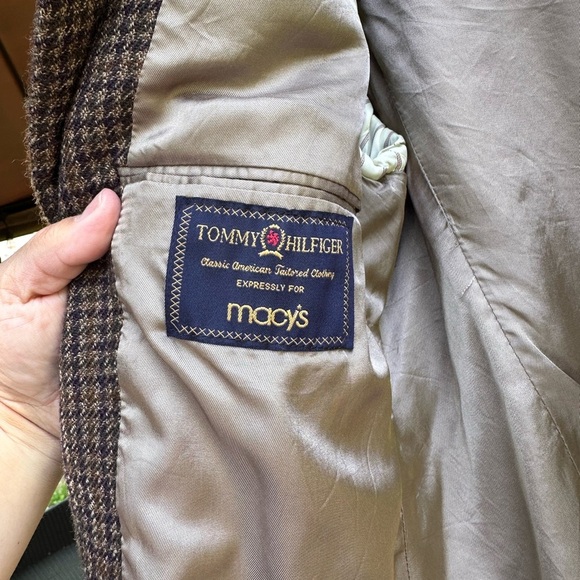 TOMMY HILFIGER
Classic American Tailored Clothing
EXPRESSLY FOR
macy's